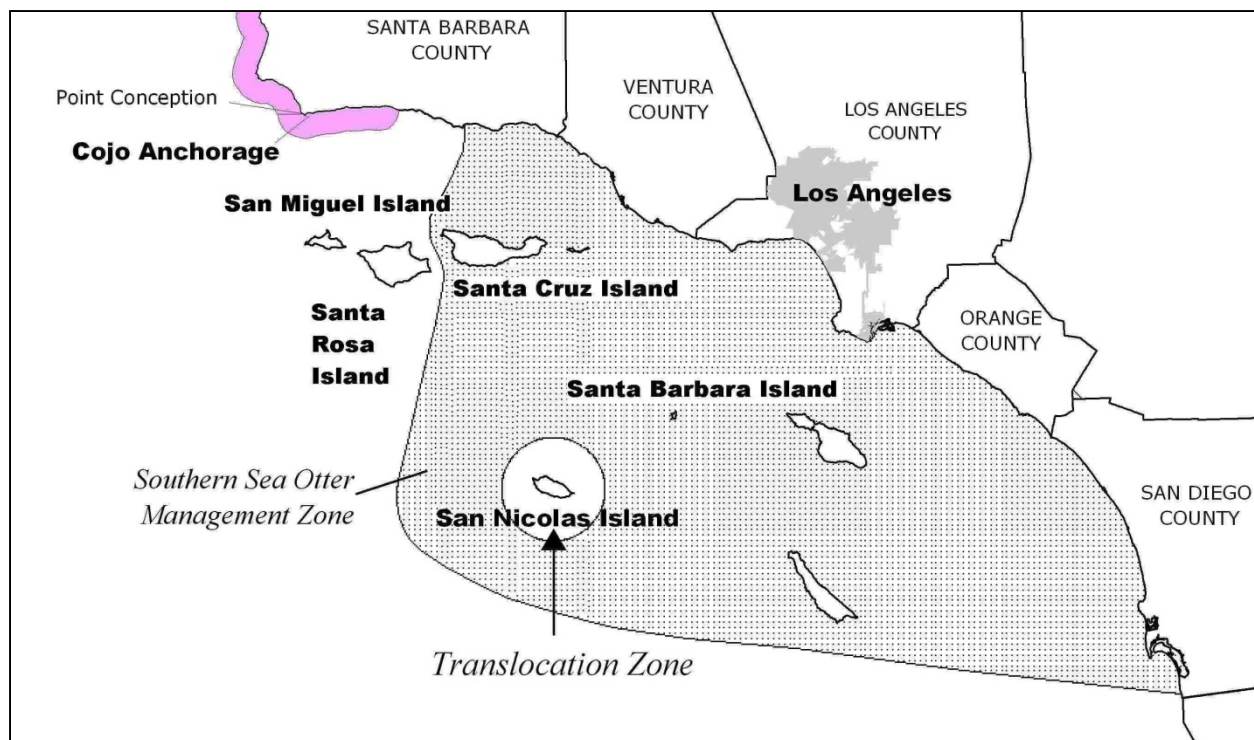 SANTA BARBARA
COUNTY
VENTURA
COUNTY
Point Conception
LOS ANGELES
COUNTY
Cojo Anchorage
Los Angeles
San Miguel Island
Santa Cruz Island
Santa
Rosa
Island
ORANGE
COUNTY
Santa Barbara Island
Southern Sea Otter
Management Zone
SAN DIEGO
COUNTY
San Nicolas Island
Translocation Zone